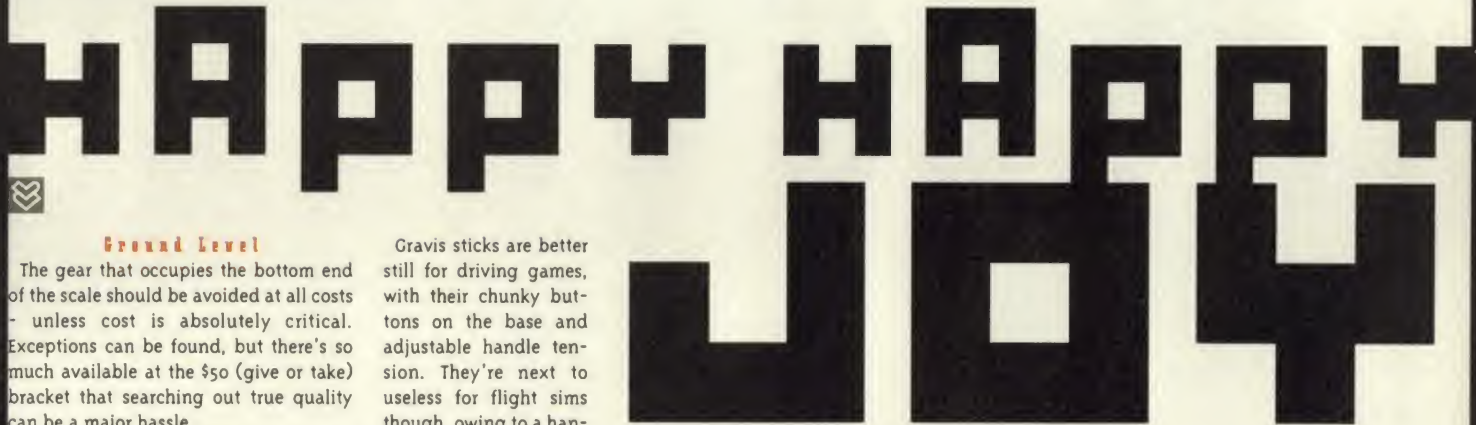 HAPPY HAPPY
JOY
Ground Level
The gear that occupies the bottom end
of the scale should be avoided at all costs
- unless cost is absolutely critical.
Exceptions can be found, but there's so
much available at the $50 (give or take)
bracket that searching out true quality
can be a major hassle.
Gravis sticks are better
still for driving games,
with their chunky but-
tons on the base and
adjustable handle ten-
sion. They're next to
useless for flight sims
though, owing to a han-